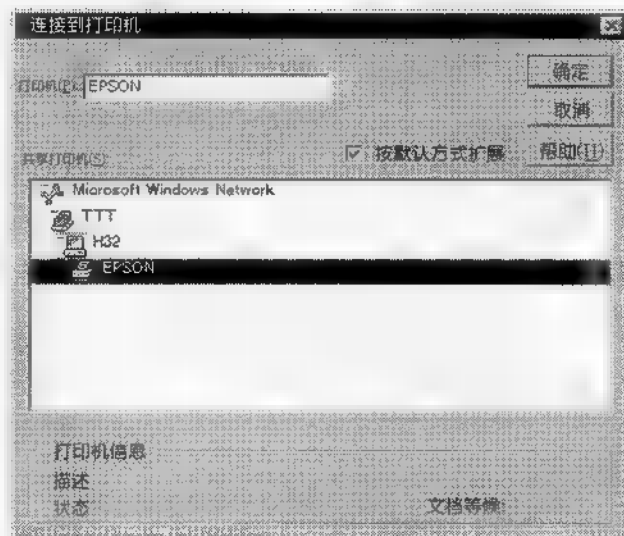 连接到打印机
打印机(P): EPSON
确定
取消
共享打印机(S):
按默认方式扩展
帮助(H)
Microsoft Windows Network
TTT
H32
EPSON
打印机信息
描述
状态
文档等候